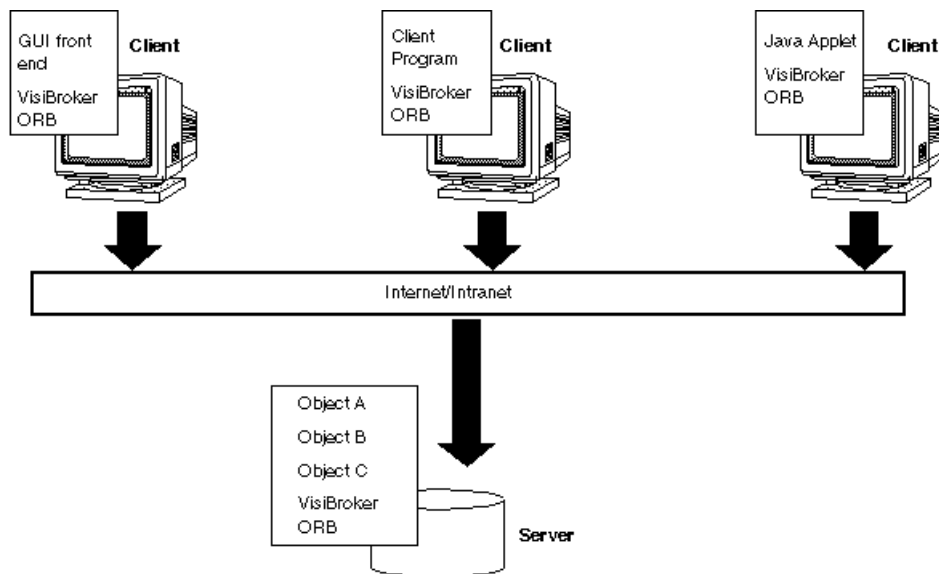 GUI front
end
VisiBroker
ORB
Client
Client
Program
VisiBroker
ORB
Client
Java Applet
VisiBroker
ORB
Client
Internet/Intranet
Object A
Object B
Object C
VisiBroker
ORB
Server